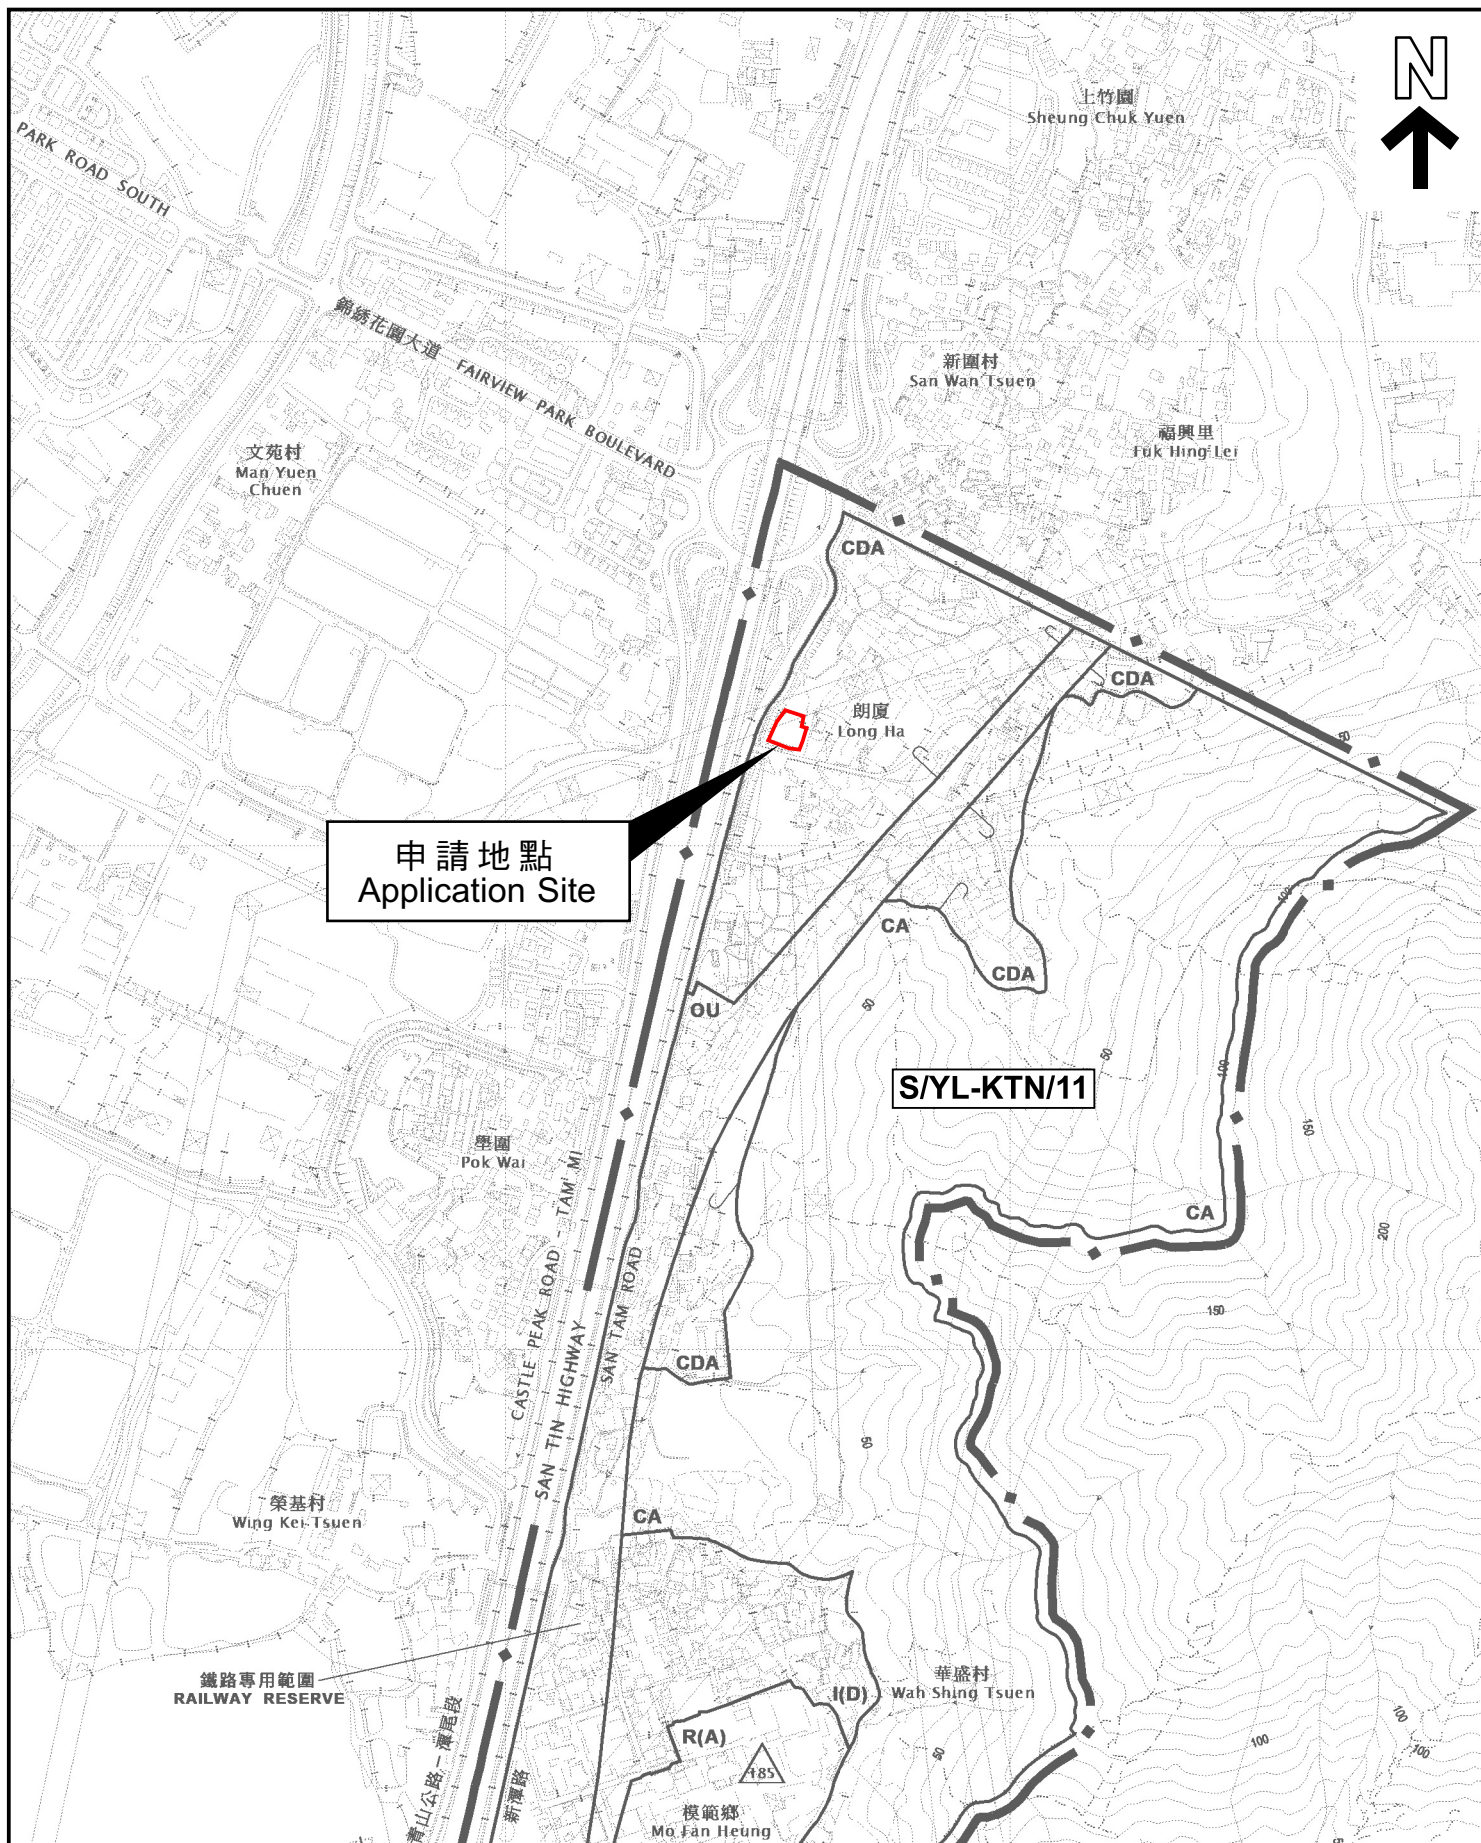 N
上竹園
Sheung Chuk Yuen
PARK ROAD SOUTH
錦綉花園大道 FAIRVIEW PARK BOULEVARD
新圍村
San Wan Tsuen
福興里
Fuk Hing Lei
文苑村
Man Yuen
Chuen
CDA
CDA
朗廈
Long Ha
50
申請地點
Application Site
100
CA
CDA
50
OU
50
100
S/YL-KTN/11
150
壆圍
Pok Wai
CA
200
CASTLE PEAK ROAD - TAM MI
SAN TAM ROAD
150
SAN TIN HIGHWAY
CDA
50
榮基村
Wing Kei Tsuen
CA
鐵路專用範圍
RAILWAY RESERVE
華盛村
Wah Shing Tsuen
I(D)
R(A)
185
50
100
100
100
青山公路－潭尾段
新潭路
模範鄉
Mo Fan Heung